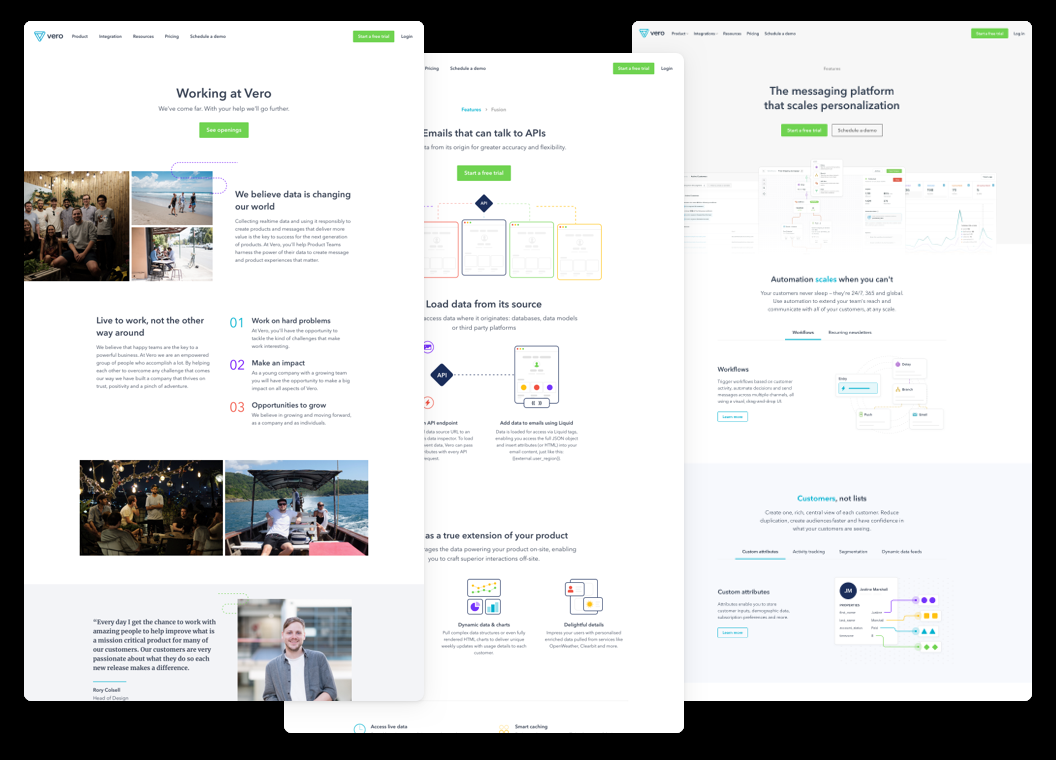 vero
Product
Integration
Resources
Pricing
Schedule a demo
Start a free trial
Login
Working at Vero
We've come far. With your help we'll go further.
See openings
We believe data is changing
our world
Collecting realtime data and using it responsibly to
create products and messages that deliver more
value is the key to success for the next generation
of products. At Vero, you'll help Product Teams
harness the power of their data to create message
and product experiences that matter.
Live to work, not the other
way around
We believe that happy teams are the key to a
powerful business. At Vero we are an empowered
group of people who accomplish a lot. By helping
each other to overcome any challenge that comes
our way we have built a company that thrives on
trust, positivity and a pinch of adventure.
01 Work on hard problems
At Vero, you'll have the opportunity to
tackle the kind of challenges that make
work interesting.
02 Make an impact
As a young company with a growing team
you will have the opportunity to make a big
impact on all aspects of Vero.
03 Opportunities to grow
We believe in growing and moving forward,
as a company and as individuals.
"Every day I get the chance to work with
amazing people to help improve what is
a mission critical product for many of
our customers. Our customers are very
passionate about what they do so each
new release makes a difference.
Rory Colsell
Head of Design
Pricing
Schedule a demo
Start a free trial
Login
Features > Fusion
Emails that can talk to APIs
ta from its origin for greater accuracy and flexibility.
Start a free trial
API
Load data from its source
access data where it originates: databases, data models
or third party platforms
API
API endpoint
data source URL to an
data inspector. To load
ent data, Vero can pass
tributes with every API
equest.
Add data to emails using Liquid
Data is loaded for access via Liquid tags,
enabling you access the full JSON object
and insert attributes (or HTML) into your
email content, just like this
as a true extension of your product
ages the data powering your product on-site, enabling
you to craft superior interactions off-site.
Dynamic data & charts
Full complex data structures or even fully
rendered HTML charts to deliver unique
weekly updates with usage details to each
customer.
Delightful details
Impress your users with personalised
enriched data pulled from services like
OpenWeather, Clearbit and more.
Access live data
Smart caching
vero
Product
Integrations
Resources
Pricing
Schedule a demo
Start a free trial
Log in
Features
The messaging platform
that scales personalization
Start a free trial
Schedule a demo
Automation scales when you can't
Your customers never sleep – they're 24/7, 365 and global.
Use automation to extend your team's reach and
communicate with all of your customers, at any scale.
Workflows
Recurring newsletters
Workflows
Trigger workflows based on customer
activity, automate decisions and send
messages across multiple channels, all
using a visual, drag-and-drop UI.
Learn more
Entry
Delay
Branch
Push
Email
Customers, not lists
Create one, rich, central view of each customer. Reduce
duplication, create audiences faster and have confidence in
what your customers are seeing.
Custom attributes
Activity tracking
Segmentation
Dynamic data feeds
Custom attributes
Attributes enable you to store
customer inputs, demographic data,
subscription preferences and more.
Learn more
JM
Justine Marshall
PROPERTIES